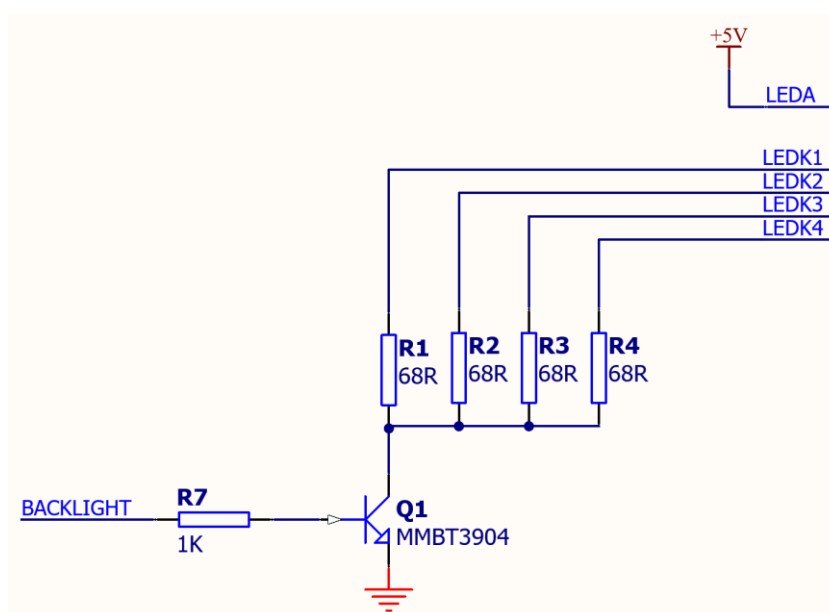 +5V
LEDA
LEDK1
LEDK2
LEDK3
LEDK4
R1
68R
R2
68R
R3
68R
R4
68R
BACKLIGHT
R7
1K
Q1
MMBT3904